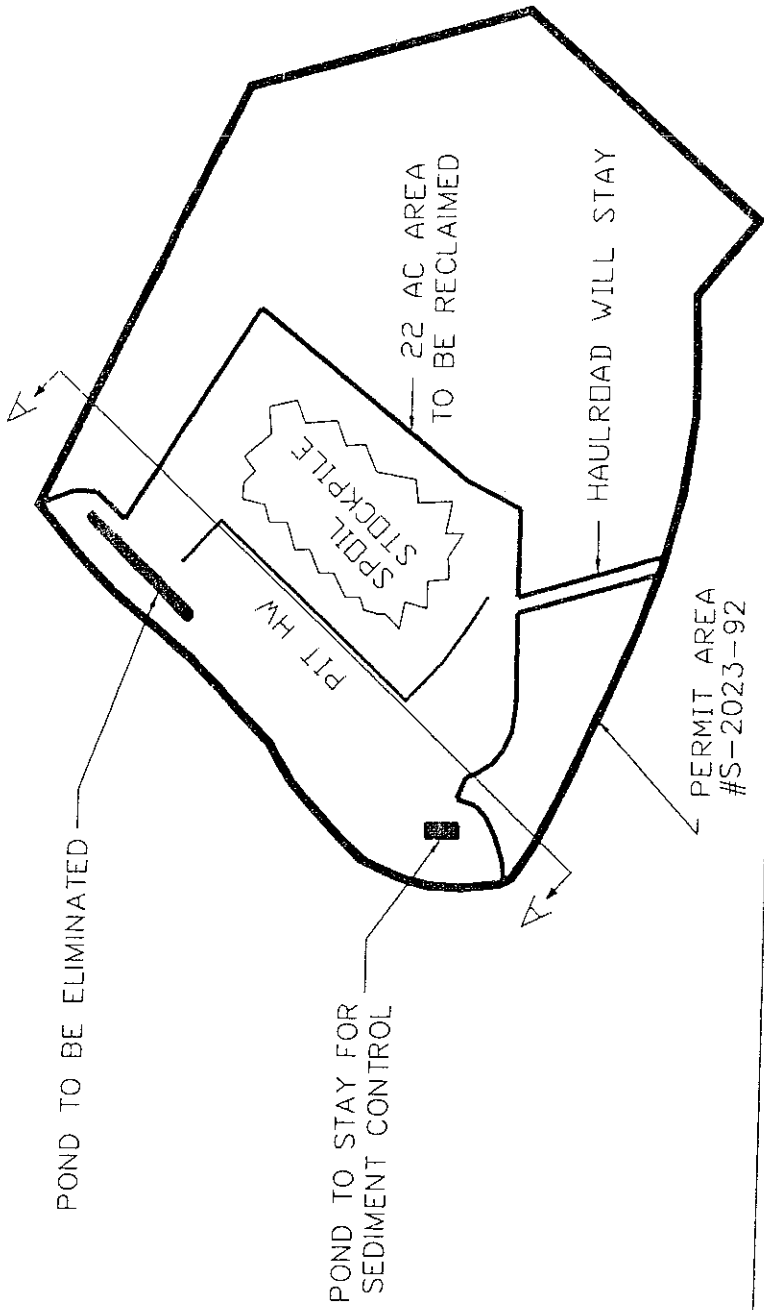 POND TO BE ELIMINATED
POND TO STAY FOR
SEDIMENT CONTROL
A
A
PIT HW
SPOIL
STOCKPILE
22 AC AREA
TO BE RECLAIMED
HAULROAD WILL STAY
PERMIT AREA
#S-2023-92